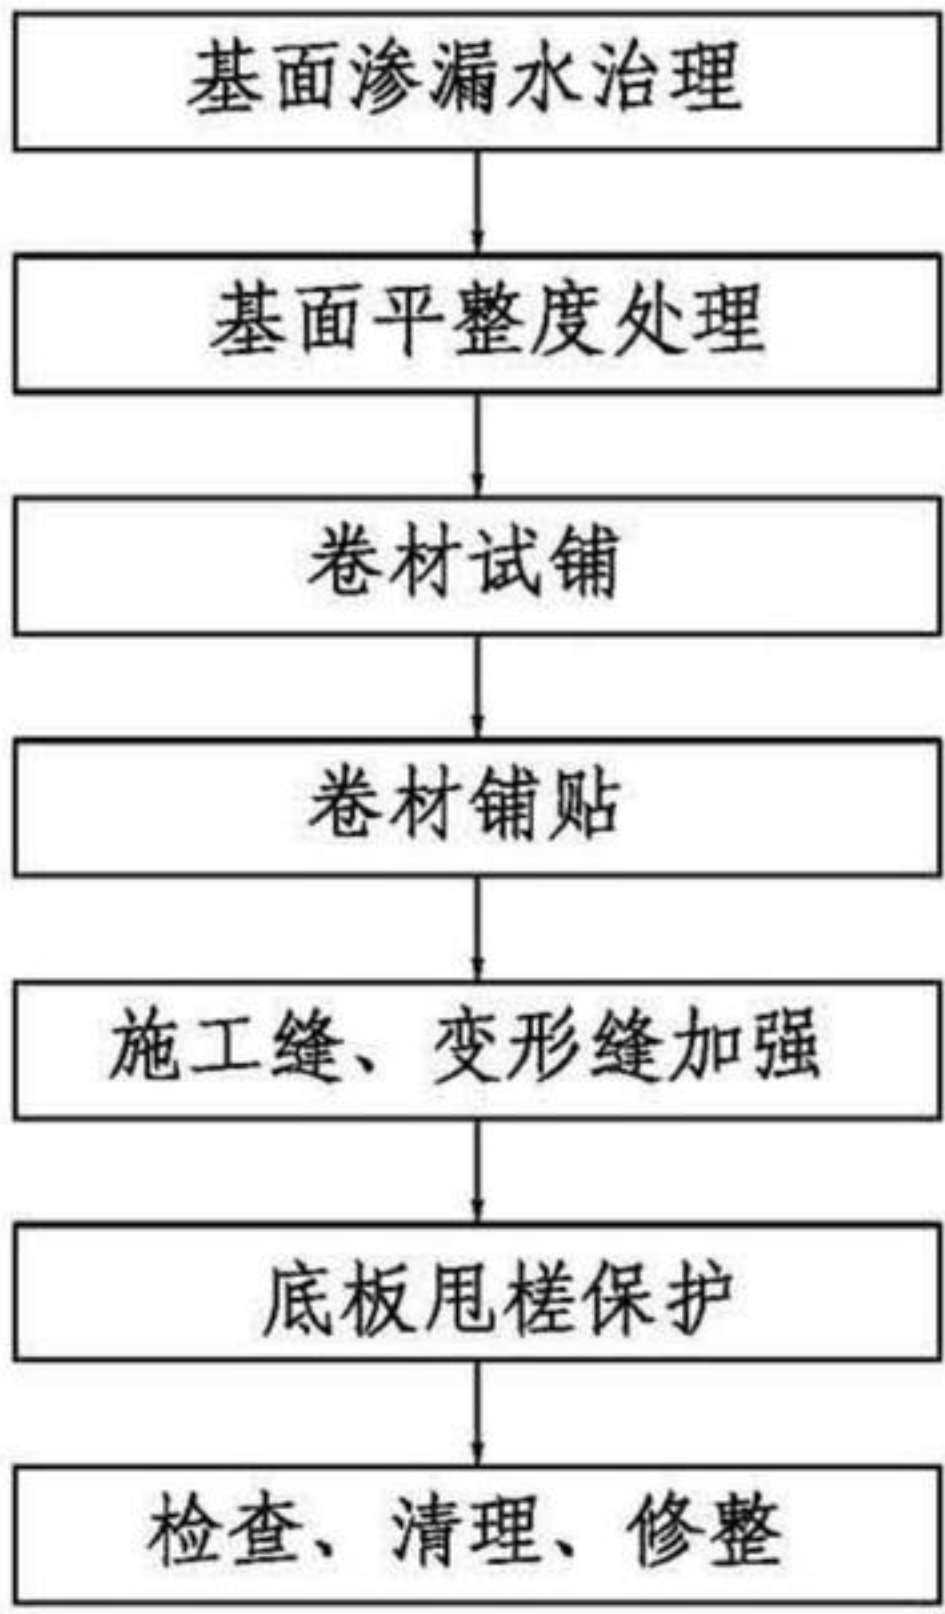 基面渗漏水治理
基面平整度处理
卷材试铺
卷材铺贴
施工缝、变形缝加强
底板甩槎保护
检查、清理、修整